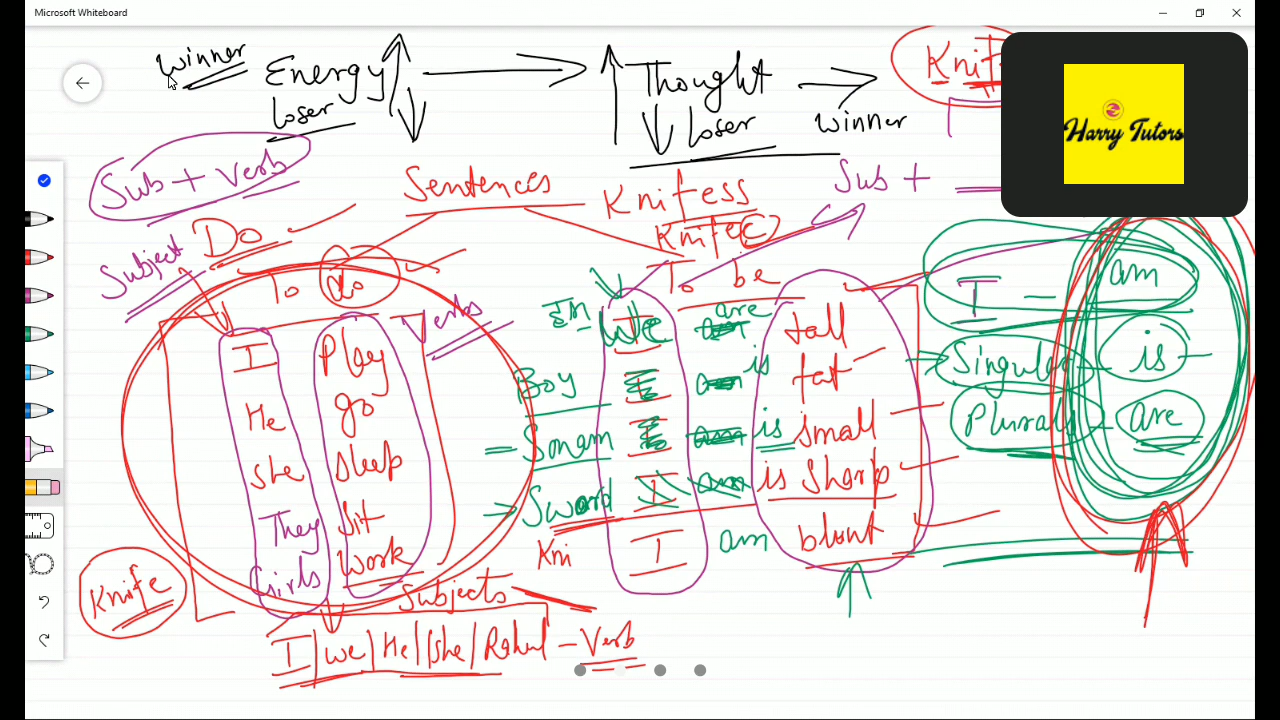 Microsoft Whiteboard
winner
Energy
loser
Thought
loser
winner
Harry Tutors
Sub + Verb
Sentences
Knifess
Sub +
Do
Subject
To do
To be
Verbs
I
He
She
They
Girls
Play
go
sleep
sit
work
We are tall
Boy is fat
Sonam is small
Sword is Sharp
Kni I am blunt
I - am
Singular - is
Plurals - are
Knife
Subjects
I | we | He | She | Rahul - Verb